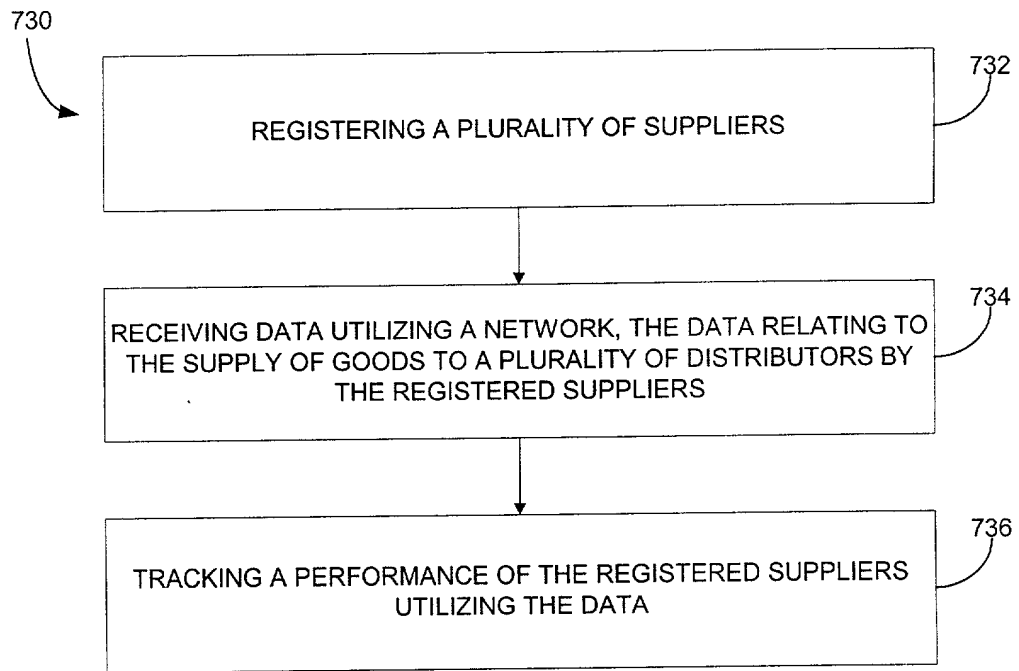 730
732
REGISTERING A PLURALITY OF SUPPLIERS
734
RECEIVING DATA UTILIZING A NETWORK, THE DATA RELATING TO
THE SUPPLY OF GOODS TO A PLURALITY OF DISTRIBUTORS BY
THE REGISTERED SUPPLIERS
736
TRACKING A PERFORMANCE OF THE REGISTERED SUPPLIERS
UTILIZING THE DATA